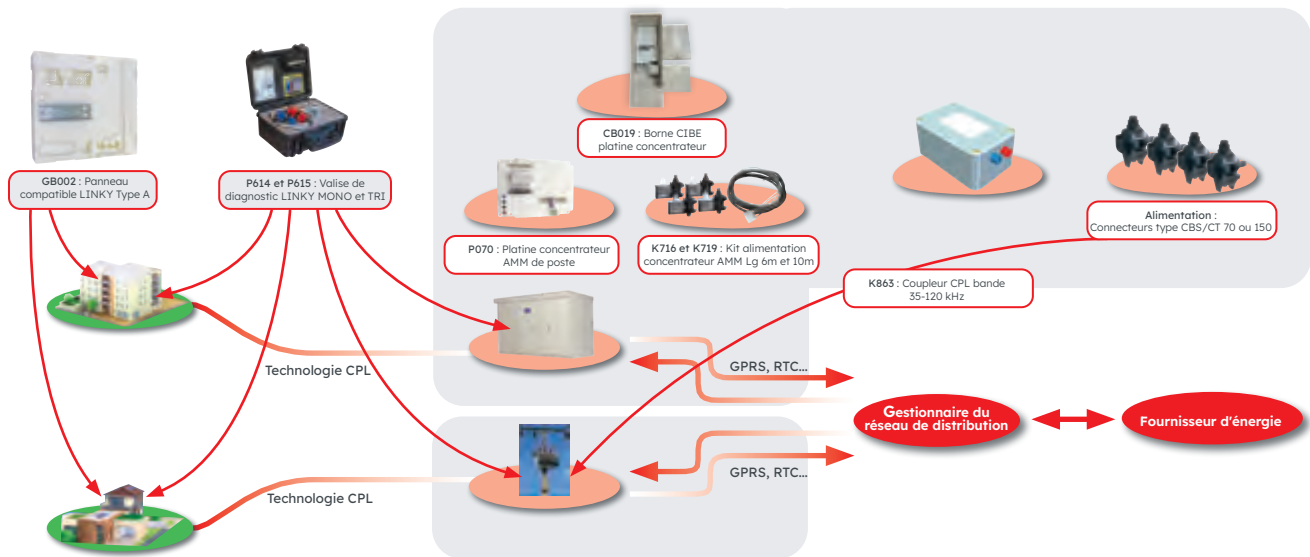 CB019 : Borne CIBE
platine concentrateur
GB002 : Panneau
compatible LINKY Type A
P614 et P615 : Valise de
diagnostic LINKY MONO et TRI
P070 : Platine concentrateur
AMM de poste
K716 et K719 : Kit alimentation
concentrateur AMM Lg 6m et 10m
Alimentation :
Connecteurs type CBS/CT 70 ou 150
K863 : Coupleur CPL bande
35-120 kHz
Technologie CPL
GPRS, RTC...
Gestionnaire du
réseau de distribution
Fournisseur d'énergie
GPRS, RTC...
Technologie CPL